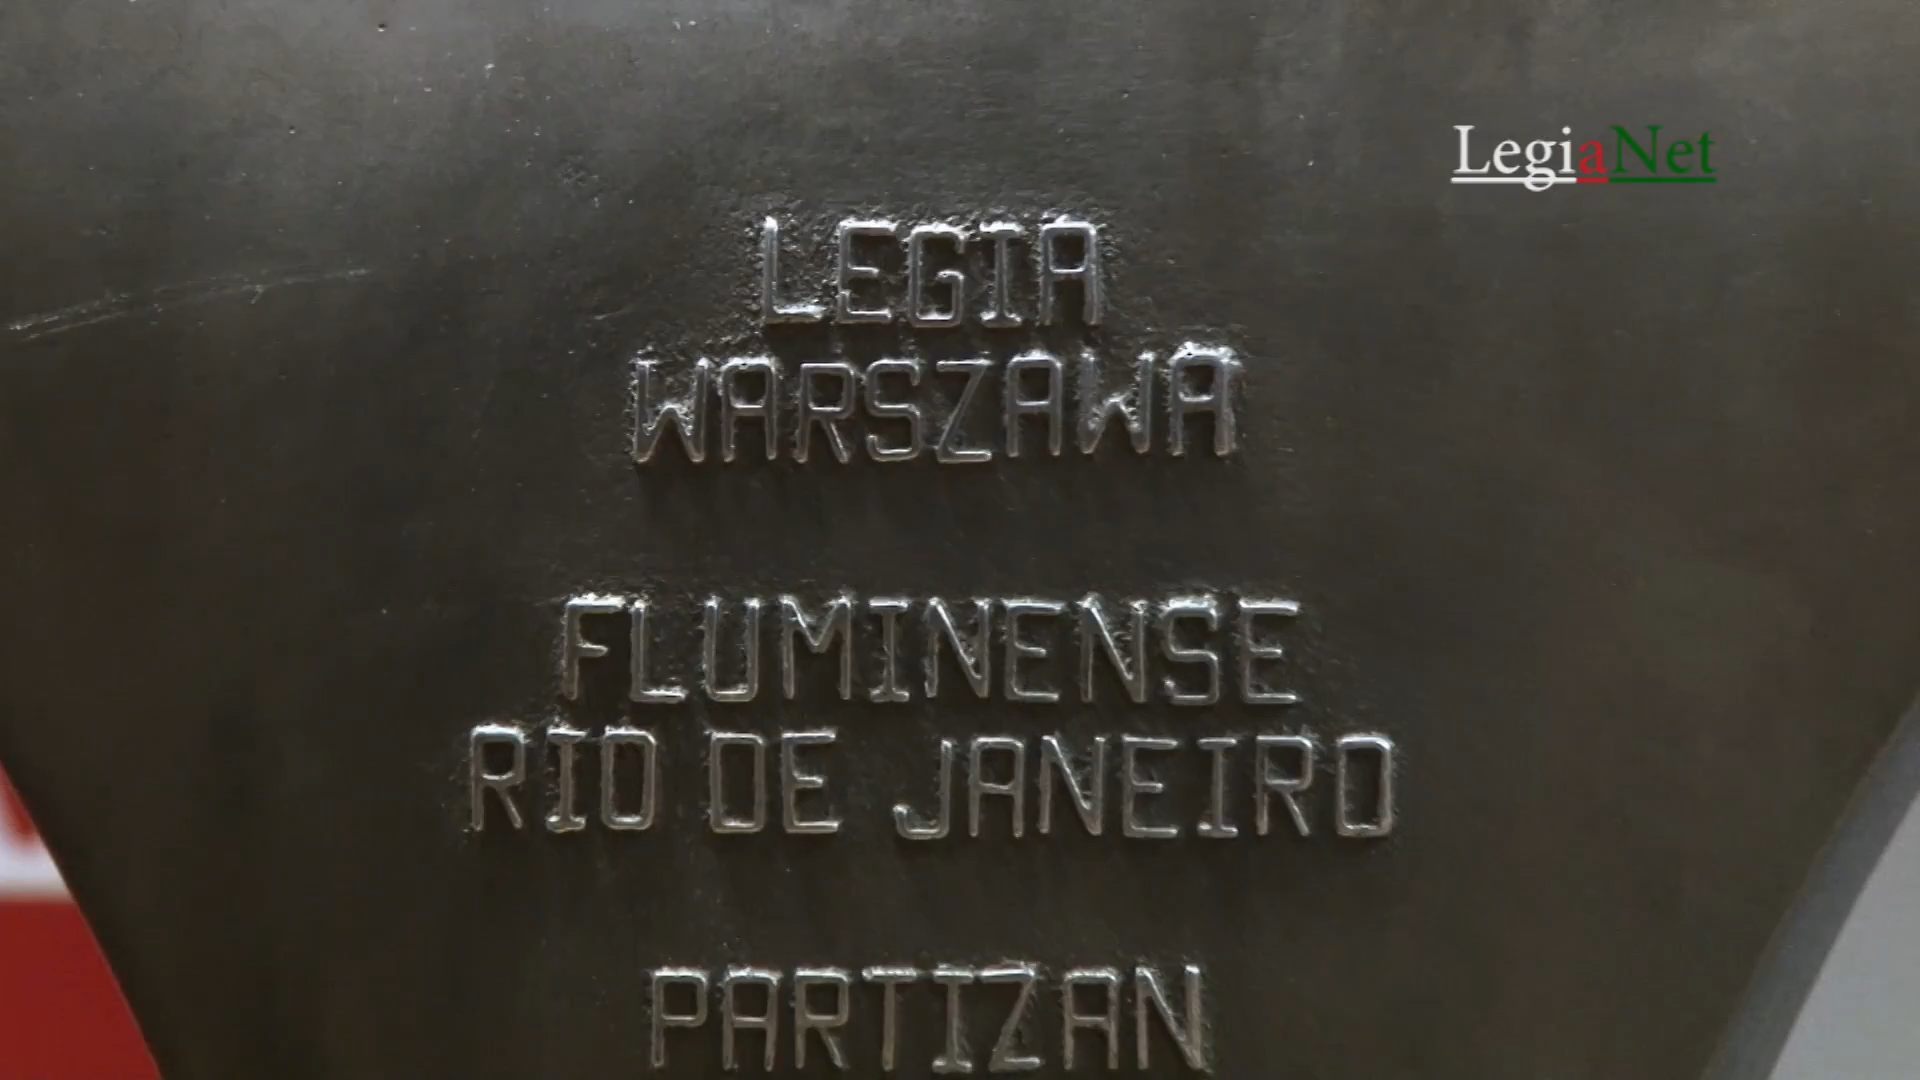 LegiaNet
LEGIA
WARSZAWA
FLUMINENSE
RIO DE JANEIRO
PARTIZAN